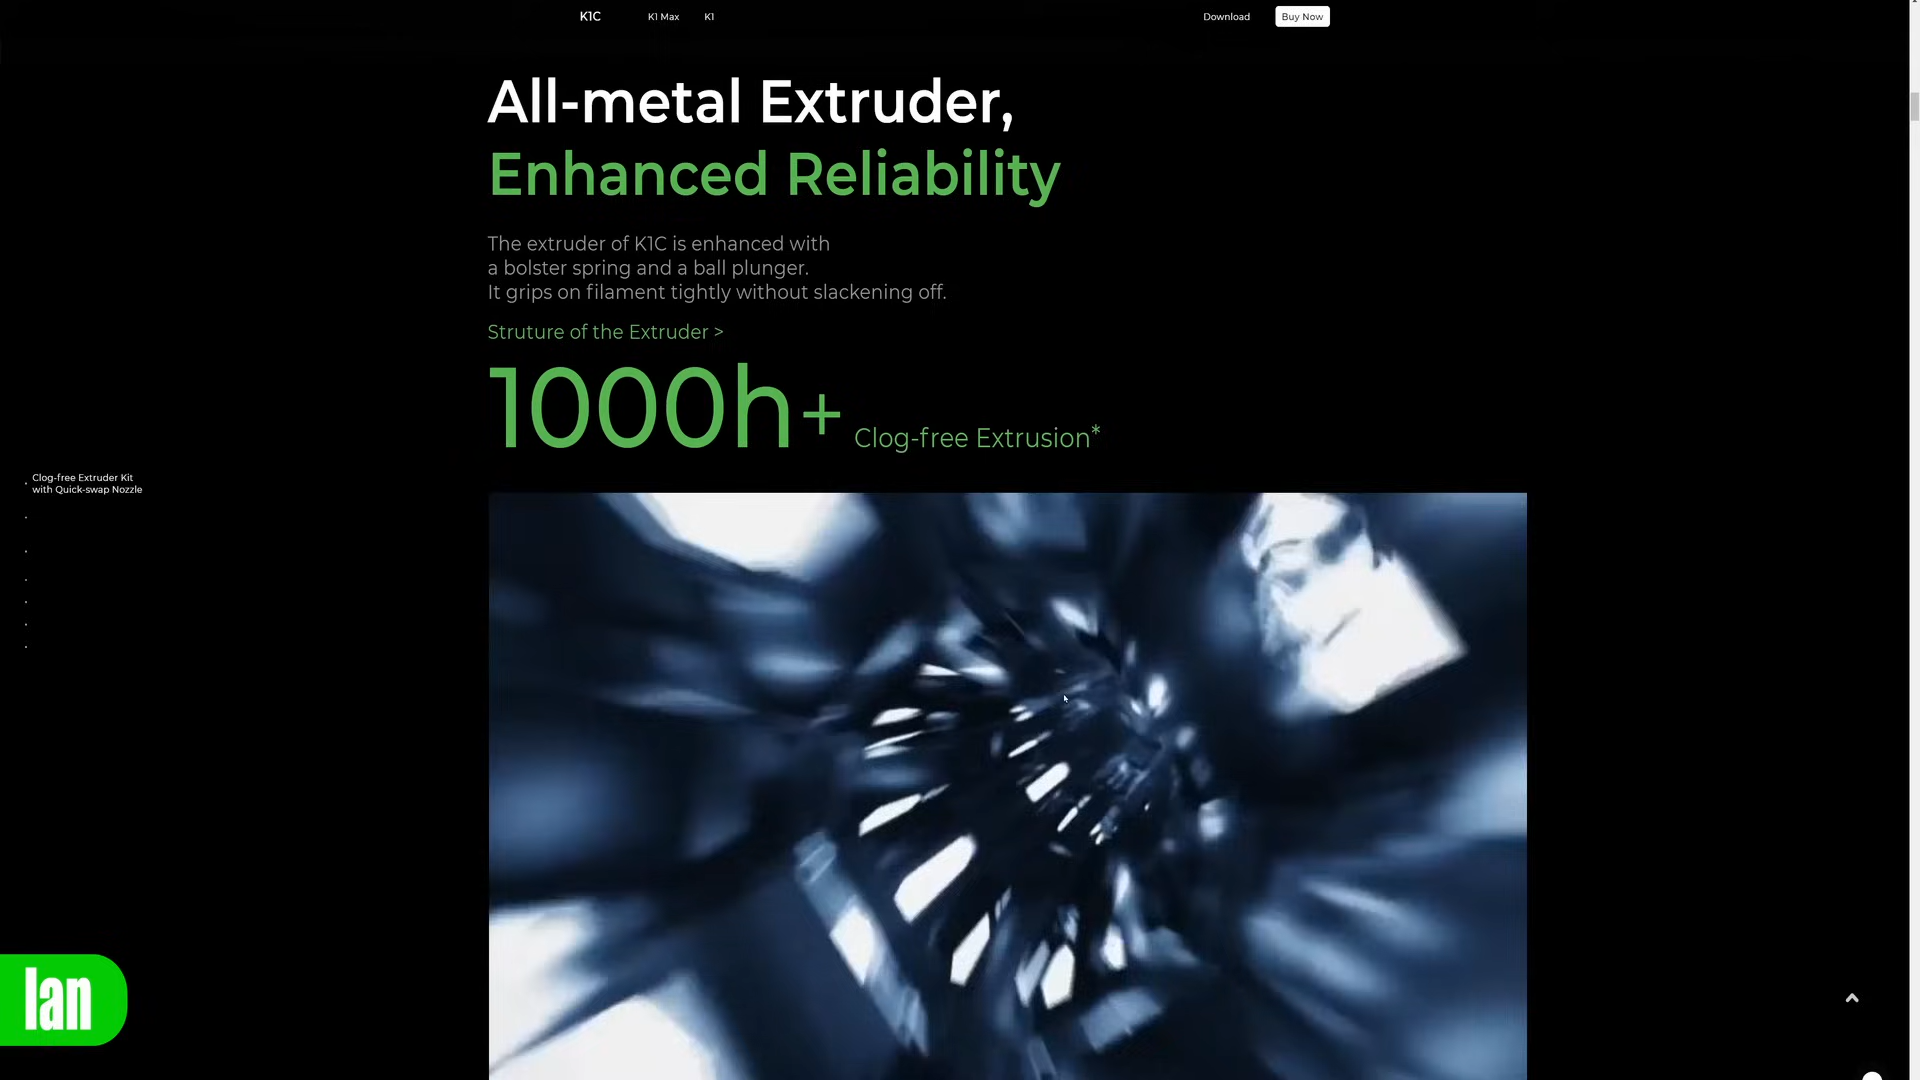 K1C
K1 Max
K1
Download
Buy Now
All-metal Extruder,
Enhanced Reliability
The extruder of K1C is enhanced with
a bolster spring and a ball plunger.
It grips on filament tightly without slackening off.
Struture of the Extruder >
1000h+ Clog-free Extrusion*
Clog-free Extruder Kit
with Quick-swap Nozzle
Ian